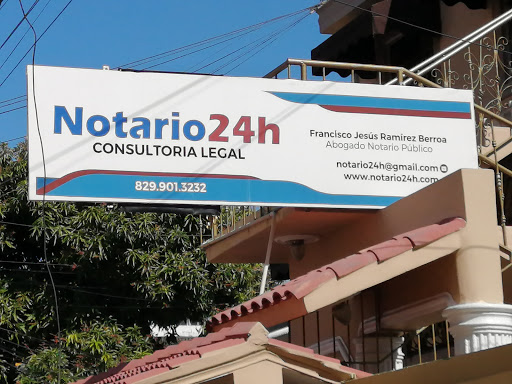 Notario24h
CONSULTORIA LEGAL
829.901.3232
Francisco Jesús Ramirez Berroa
Abogado Notario Público
notario24h@gmail.com
www.notario24h.com